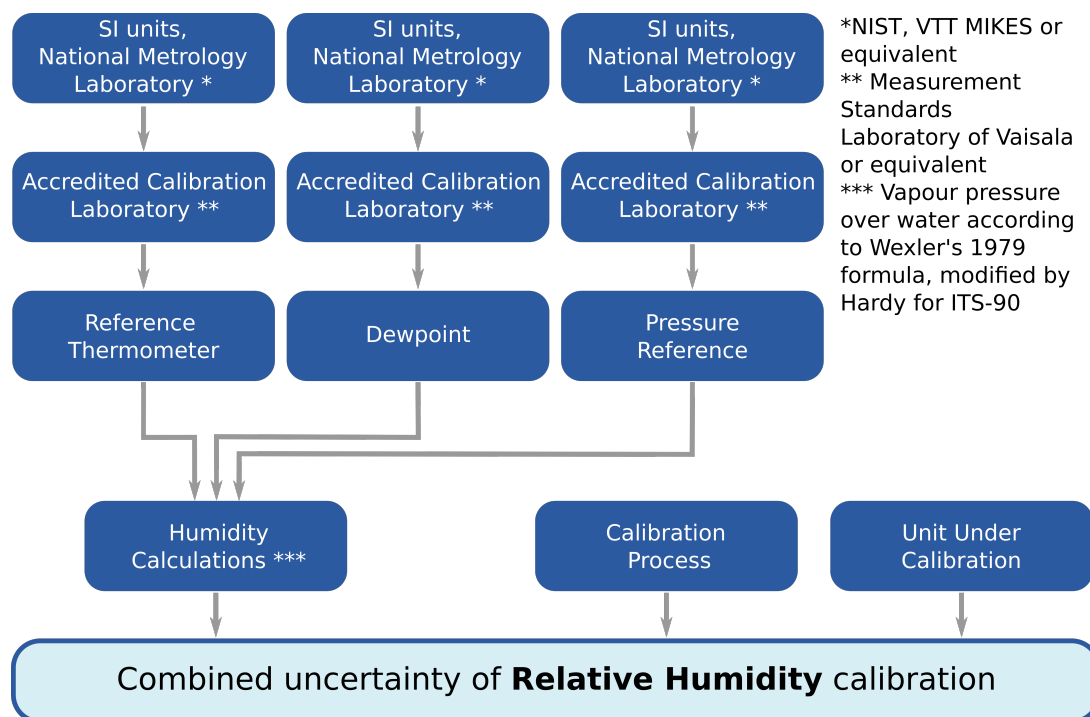 SI units,
National Metrology
Laboratory *
SI units,
National Metrology
Laboratory *
SI units,
National Metrology
Laboratory *
*NIST, VTT MIKES or
equivalent
** Measurement
Standards
Laboratory of Vaisala
or equivalent
*** Vapour pressure
over water according
to Wexler's 1979
formula, modified by
Hardy for ITS-90
Accredited Calibration
Laboratory **
Accredited Calibration
Laboratory **
Accredited Calibration
Laboratory **
Reference
Thermometer
Dewpoint
Pressure
Reference
Humidity
Calculations ***
Calibration
Process
Unit Under
Calibration
Combined uncertainty of Relative Humidity calibration